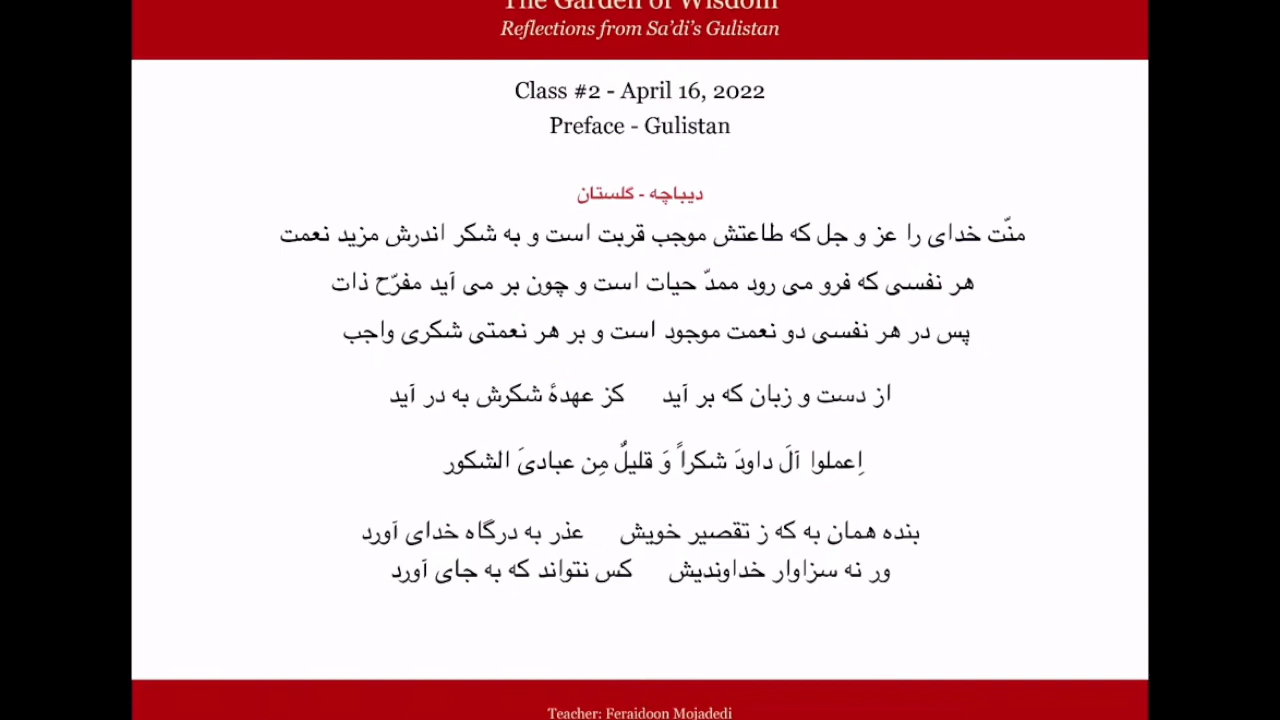 The Garden of Wisdom
Reflections from Sa’di’s Gulistan
Class #2 - April 16, 2022
Preface - Gulistan
دیباچه - گلستان
منّت خدای را عز و جل که طاعتش موجب قربت است و به شکر اندرش مزید نعمت
هر نفسی که فرو می رود ممدّ حیات است و چون بر می آید مفرّح ذات
پس در هر نفسی دو نعمت موجود است و بر هر نعمتی شکری واجب
از دست و زبان که بر آید کز عهدۀ شکرش به در آید
اِعملوا آلَ داودَ شکراً وَ قلیلٌ مِن عبادیَ الشکور
بنده همان به که ز تقصیر خویش عذر به درگاه خدای آورد
ور نه سزاوار خداوندیش کس نتواند که به جای آورد
Teacher: Feraidoon Mojadedi